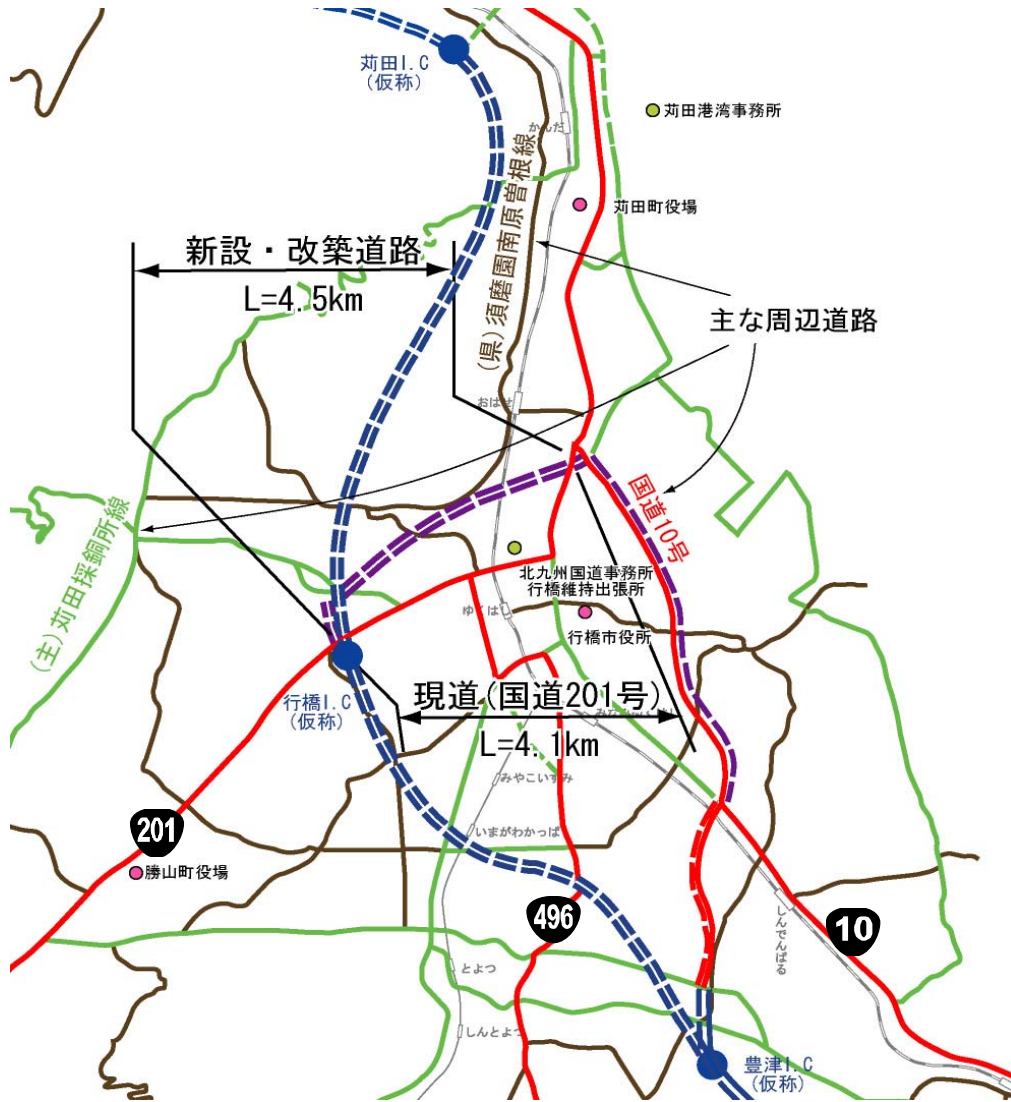 苅田I.C
(仮称)
苅田港湾事務所
かんだ
(県)須磨園南原曽根線
苅田町役場
新設・改築道路
L=4.5km
主な周辺道路
おばせ
国道10号
(主)苅田採銅所線
北九州国道事務所
行橋維持出張所
ゆくは
行橋市役所
行橋I.C
(仮称)
現道(国道201号)
L=4.1km
みやこいずみ
201
いまがわかっぱ
勝山町役場
496
10
しんでんばる
とよつ
しんとよつ
豊津I.C
(仮称)